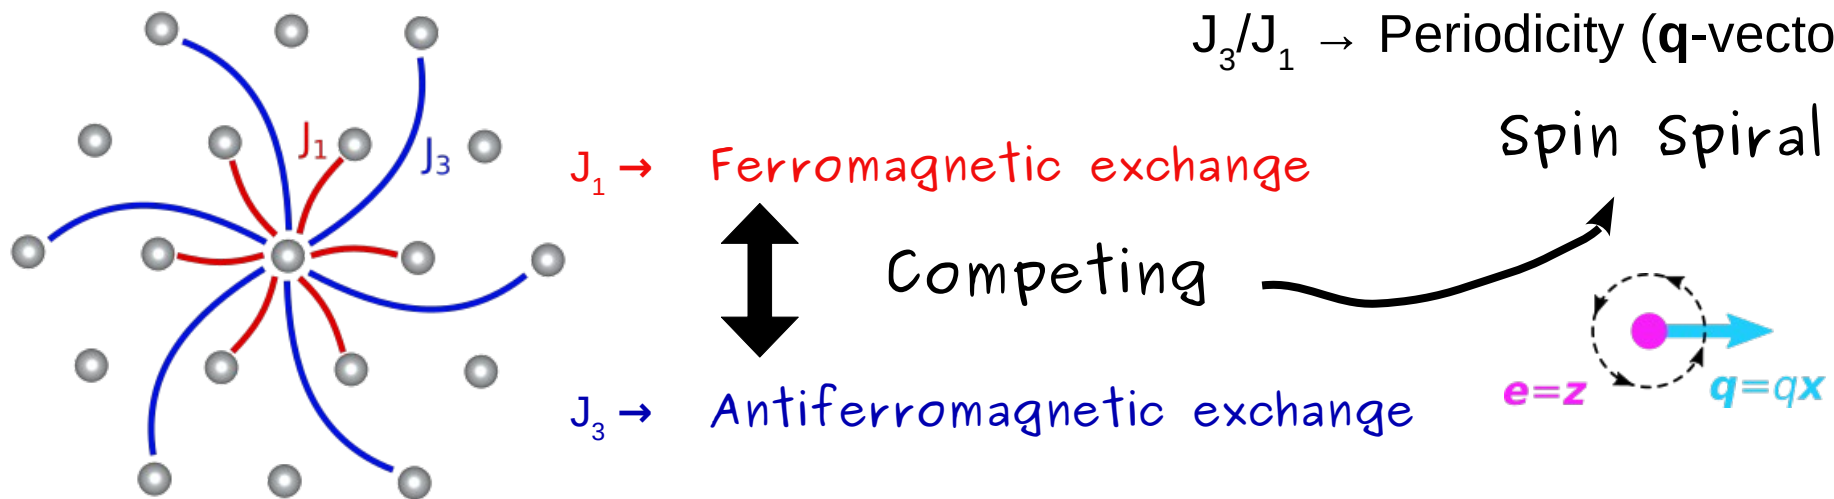 J3/J1 → Periodicity (q-vecto
Spin Spiral
J1
J3
J1 → Ferromagnetic exchange
Competing
J3 → Antiferromagnetic exchange
e=z
q=qx